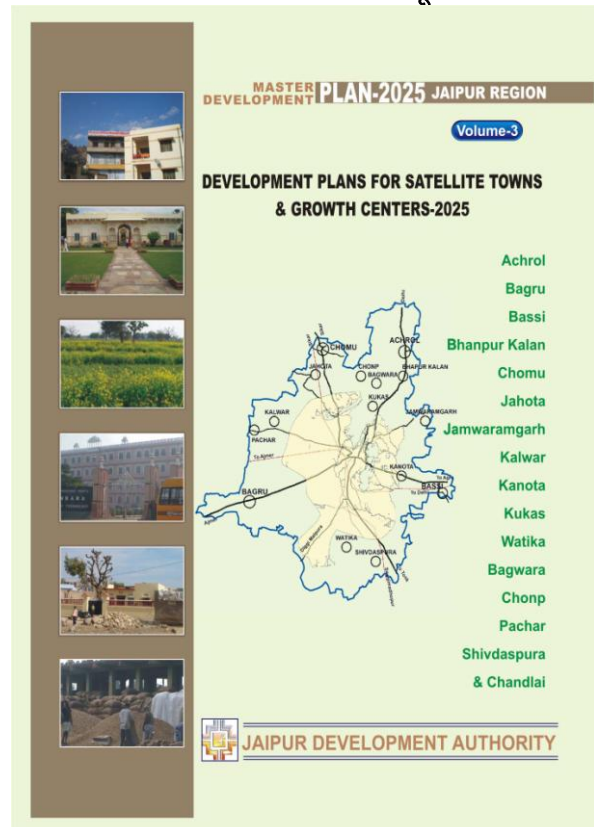 MASTER DEVELOPMENT PLAN-2025 JAIPUR REGION
Volume-3
DEVELOPMENT PLANS FOR SATELLITE TOWNS
& GROWTH CENTERS-2025
Achrol
Bagru
Bassi
Bhanpur Kalan
Chomu
Jahota
Jamwaramgarh
Kalwar
Kanota
Kukas
Watika
Bagwara
Chonp
Pachar
Shivdaspura
& Chandlai
CHOMU
ACHROL
JAHOTA
CHONP
BAGWARA
BHAPUR KALAN
KUKAS
KALWAR
JAMWARAMGARH
PACHAR
To Ajmer
KANOTA
BASSI
BAGRU
WATIKA
SHIVDASPURA
JAIPUR DEVELOPMENT AUTHORITY